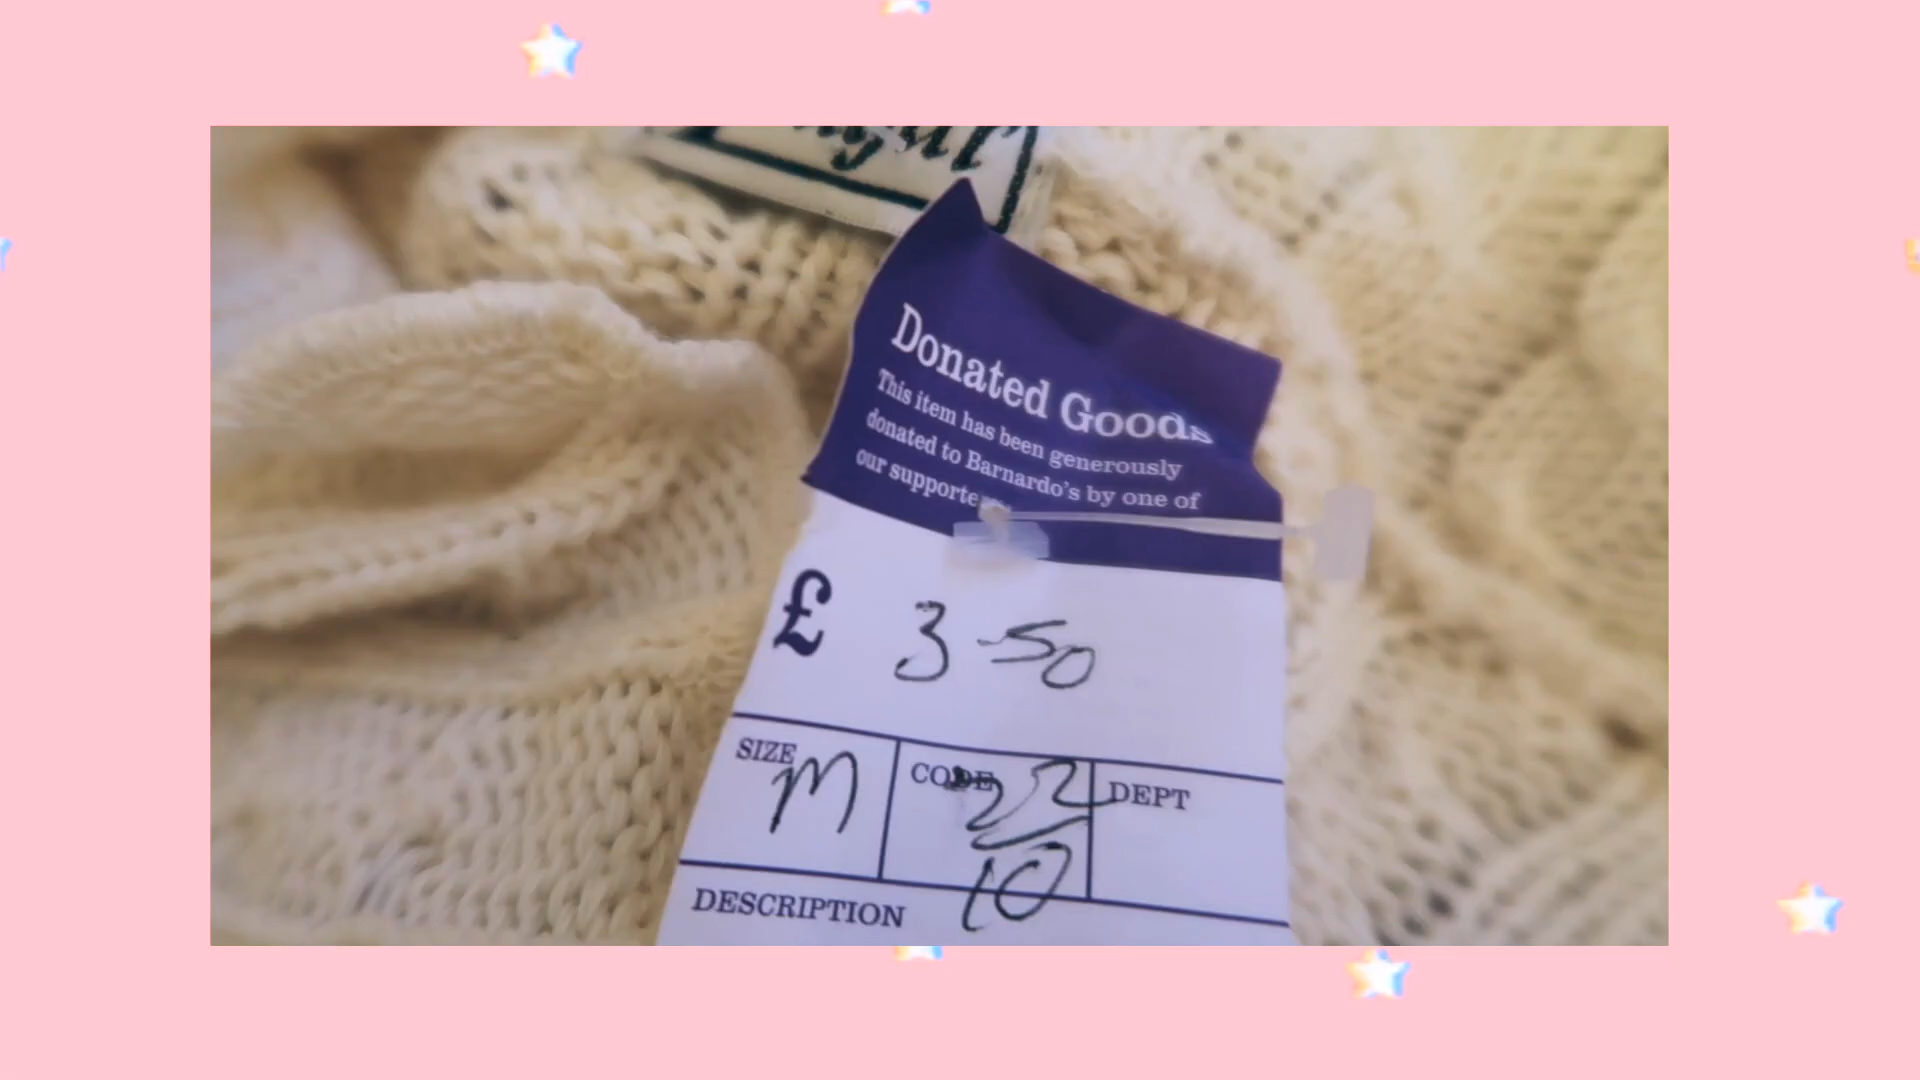 Donated Goods
This item has been generously
donated to Barnardo's by one of
our supporte
£ 3-50
SIZE M CODE 22/10 DEPT
DESCRIPTION